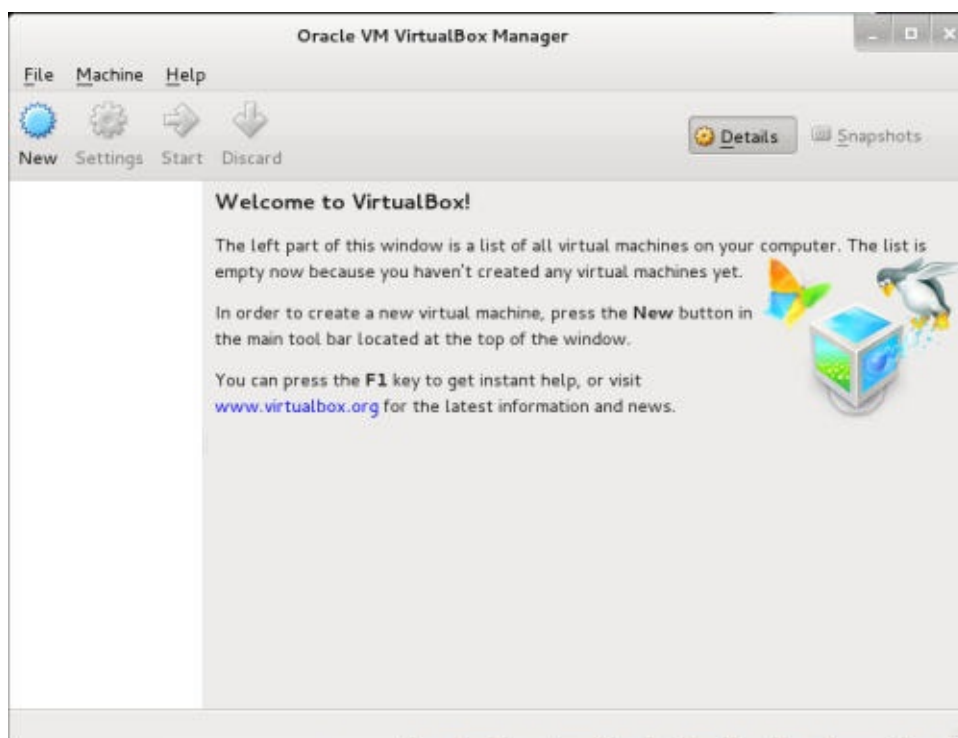 Oracle VM VirtualBox Manager
File Machine Help
New Settings Start Discard
Details Snapshots
Welcome to VirtualBox!
The left part of this window is a list of all virtual machines on your computer. The list is
empty now because you haven't created any virtual machines yet.
In order to create a new virtual machine, press the New button in
the main tool bar located at the top of the window.
You can press the F1 key to get instant help, or visit
www.virtualbox.org for the latest information and news.